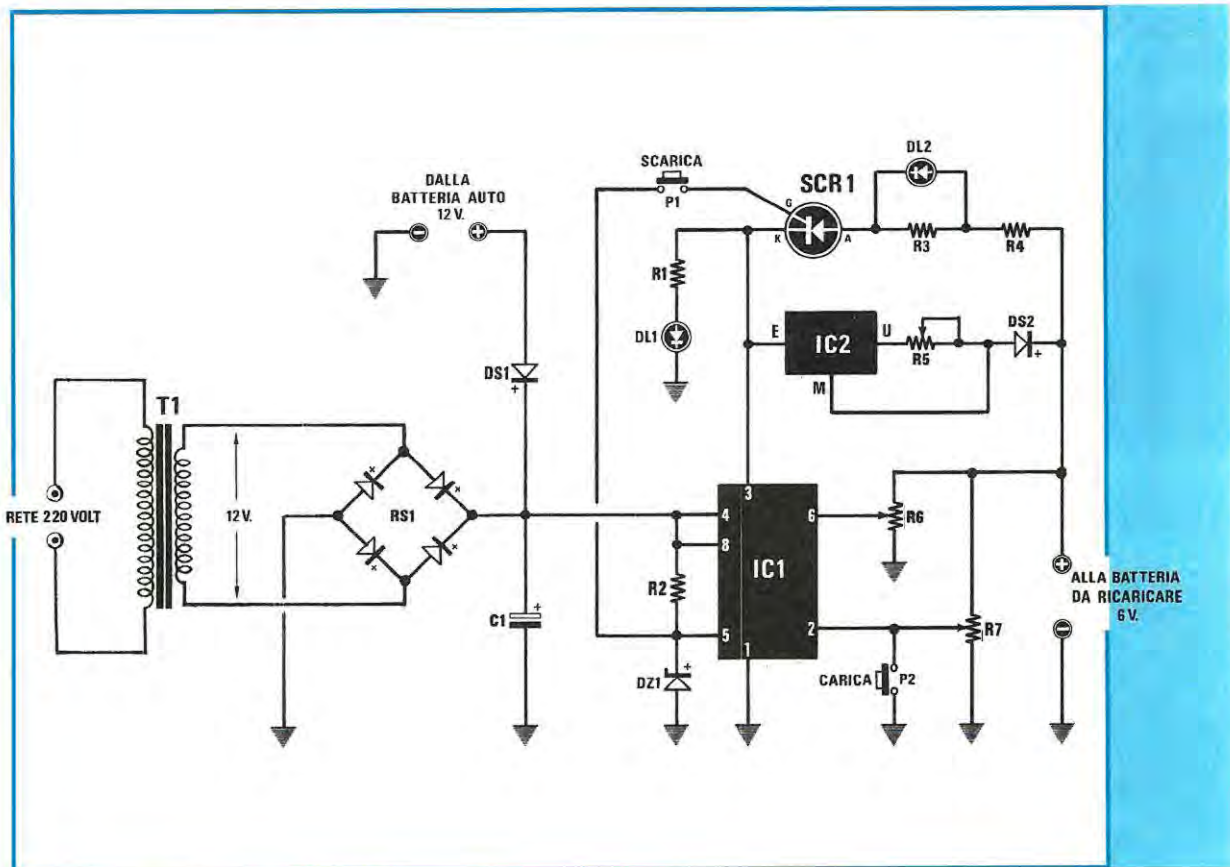 SCARICA
P1
DL2
SCR 1
G
K
A
R3
R4
DALLA
BATTERIA AUTO
12 V.
R1
DL1
E
IC2
U
M
R5
DS2
+
DS1
+
T1
12 V.
RS1
RETE 220 VOLT
C1
+
R2
DZ1
+
3
4
8
5
1
6
2
IC1
R6
R7
CARICA
P2
ALLA BATTERIA
DA RICARICARE
6 V.